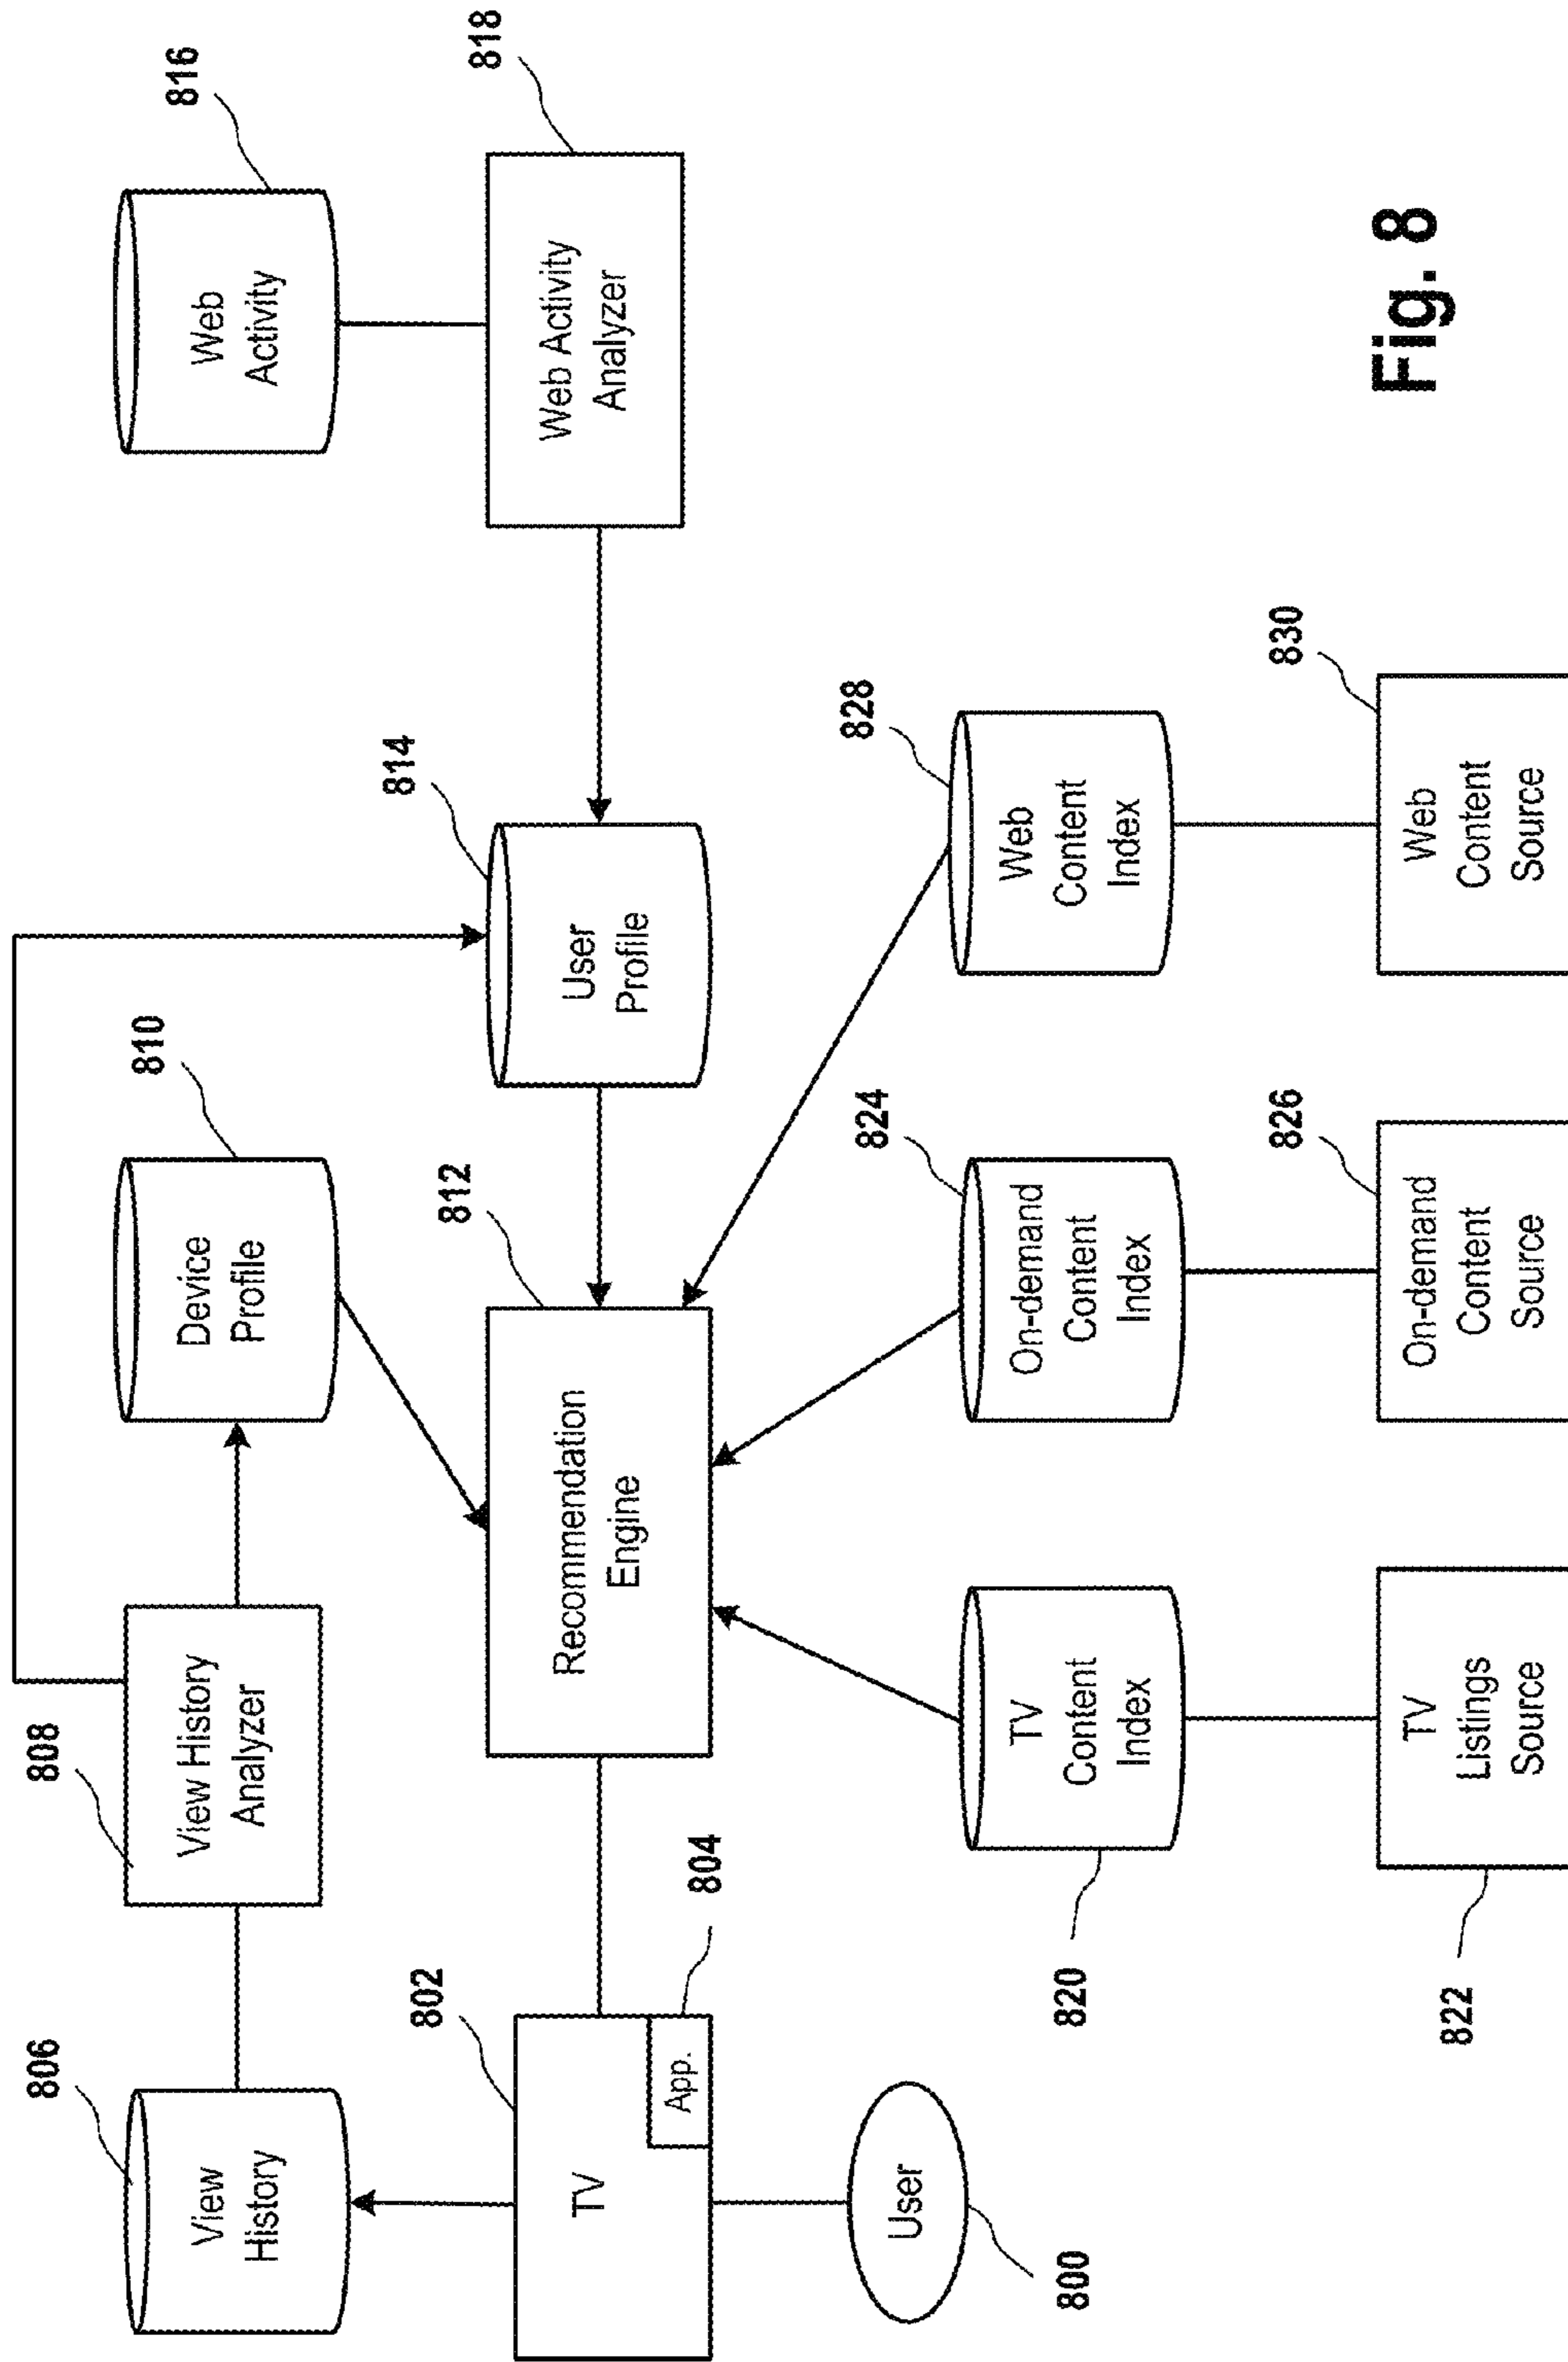 806
View
History
808
View History
Analyzer
810
Device
Profile
816
Web
Activity
802
TV
804
App.
812
Recommendation
Engine
814
User
Profile
818
Web Activity
Analyzer
User
800
820
TV
Content
Index
824
On-demand
Content
Index
828
Web
Content
Index
822
TV
Listings
Source
826
On-demand
Content
Source
830
Web
Content
Source
Fig. 8